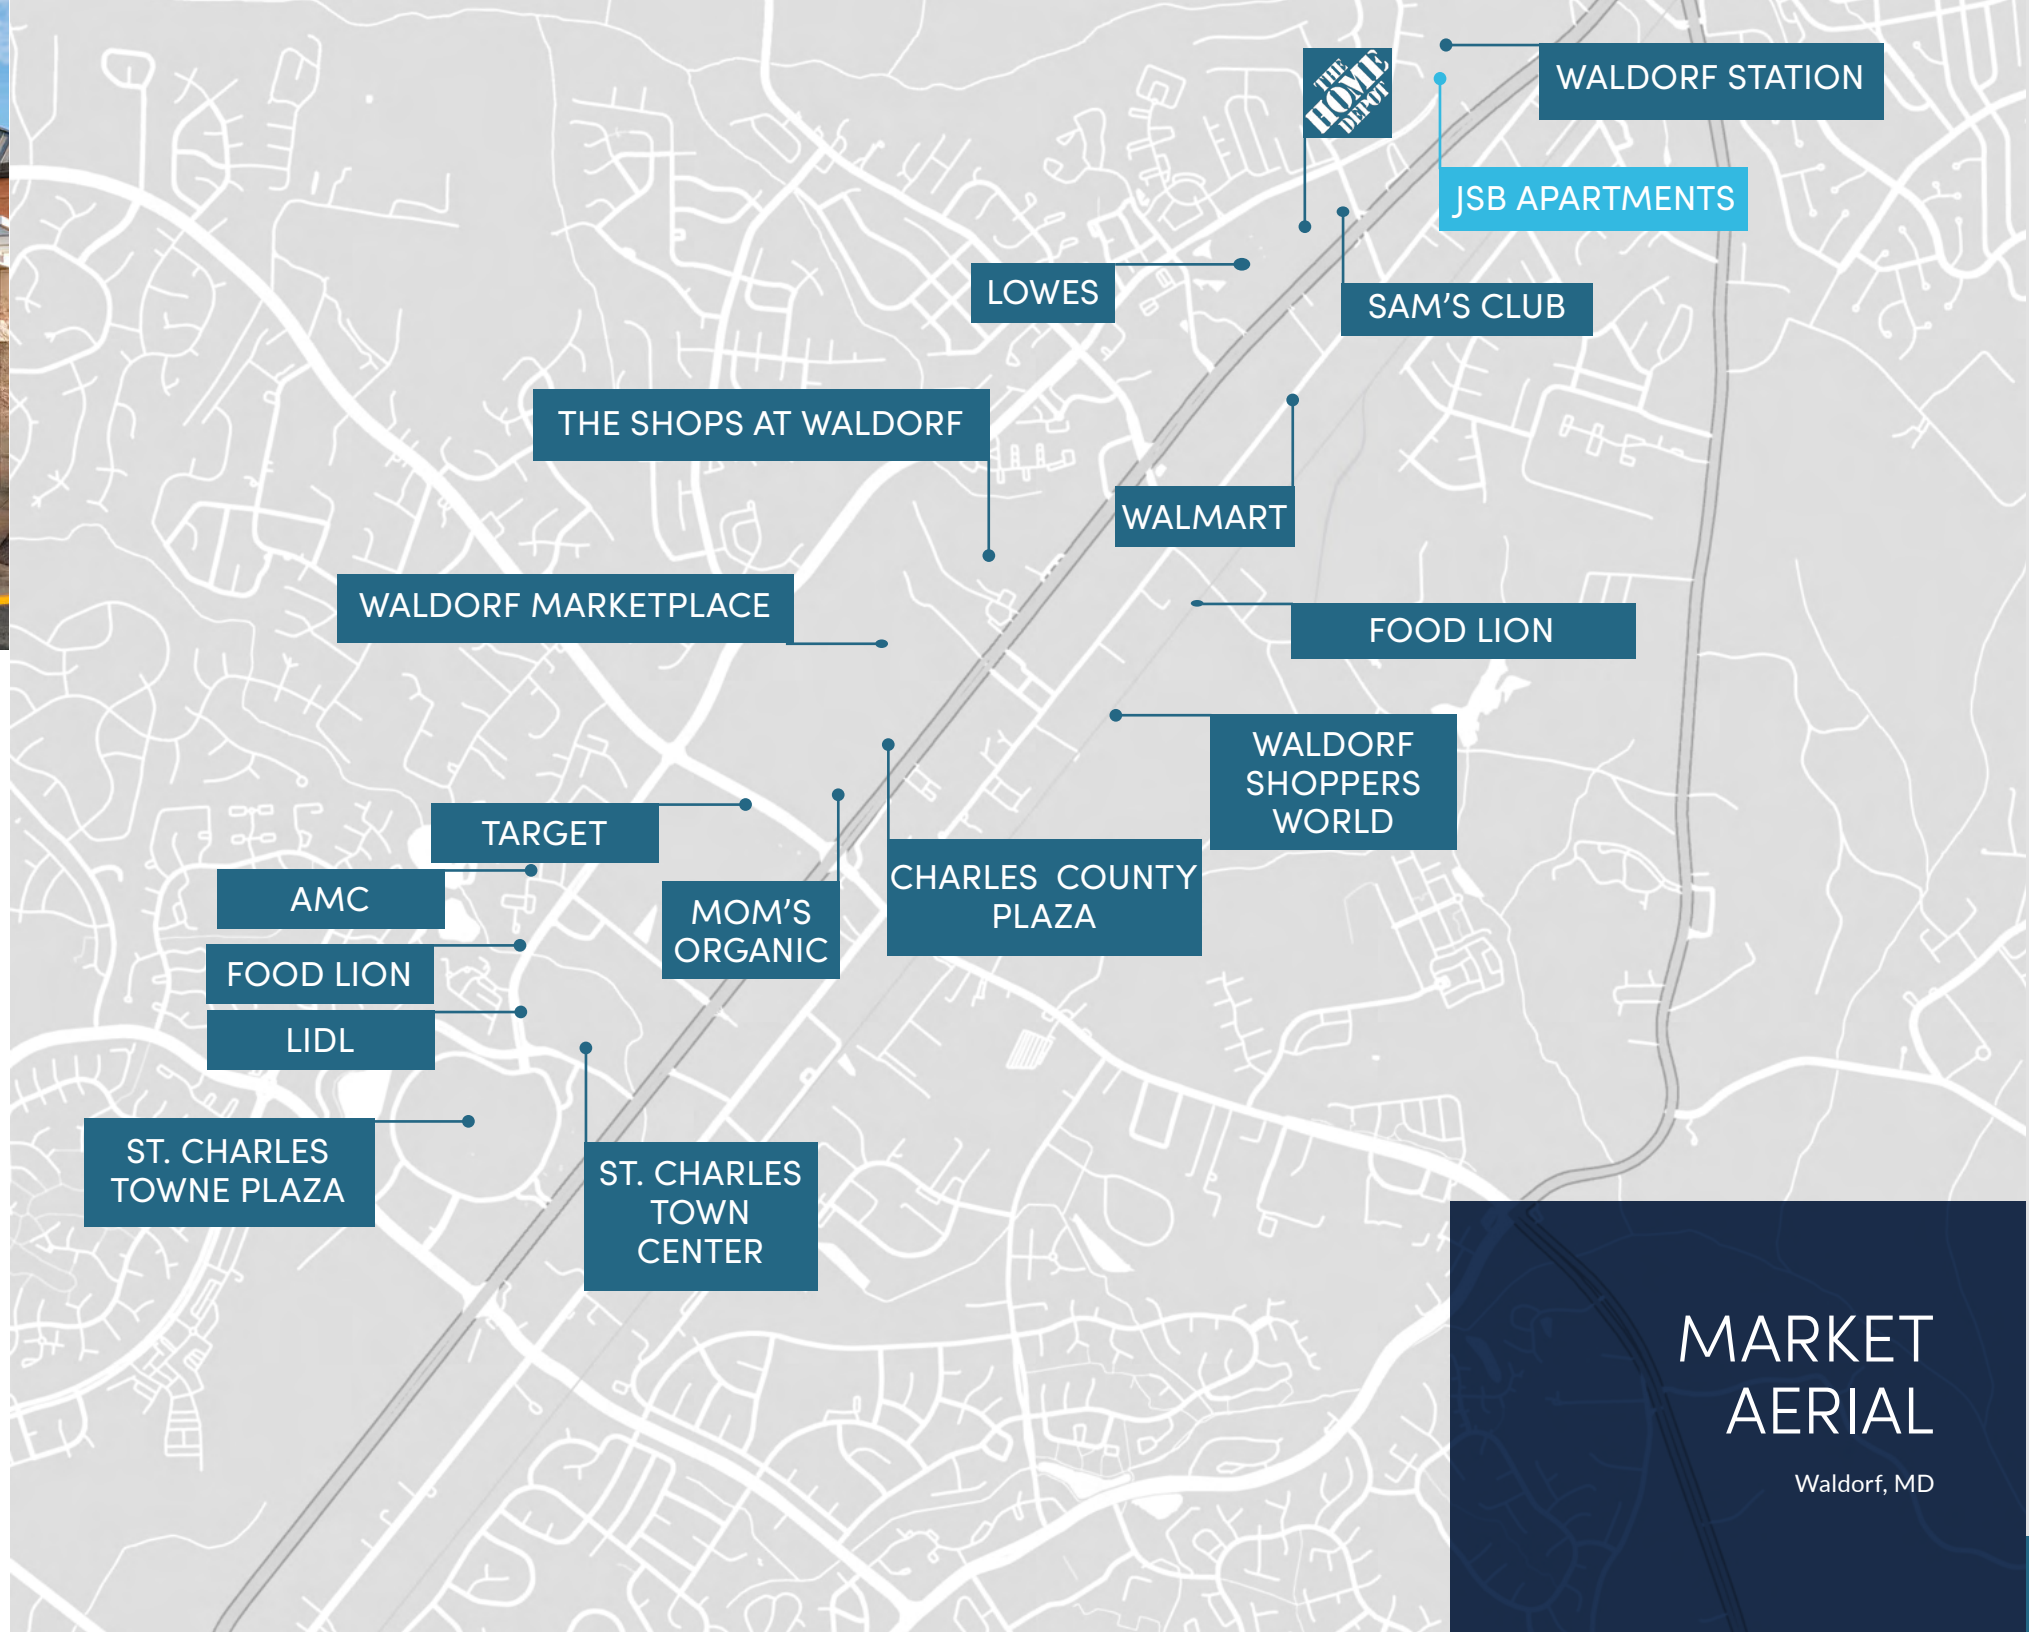 WALDORF STATION
THE
HOME
DEPOT
JSB APARTMENTS
LOWES
SAM'S CLUB
THE SHOPS AT WALDORF
WALMART
WALDORF MARKETPLACE
FOOD LION
WALDORF
SHOPPERS
WORLD
TARGET
AMC
MOM'S
ORGANIC
CHARLES  COUNTY
PLAZA
FOOD LION
LIDL
ST. CHARLES
TOWNE PLAZA
ST. CHARLES
TOWN
CENTER
MARKET
AERIAL
Waldorf, MD